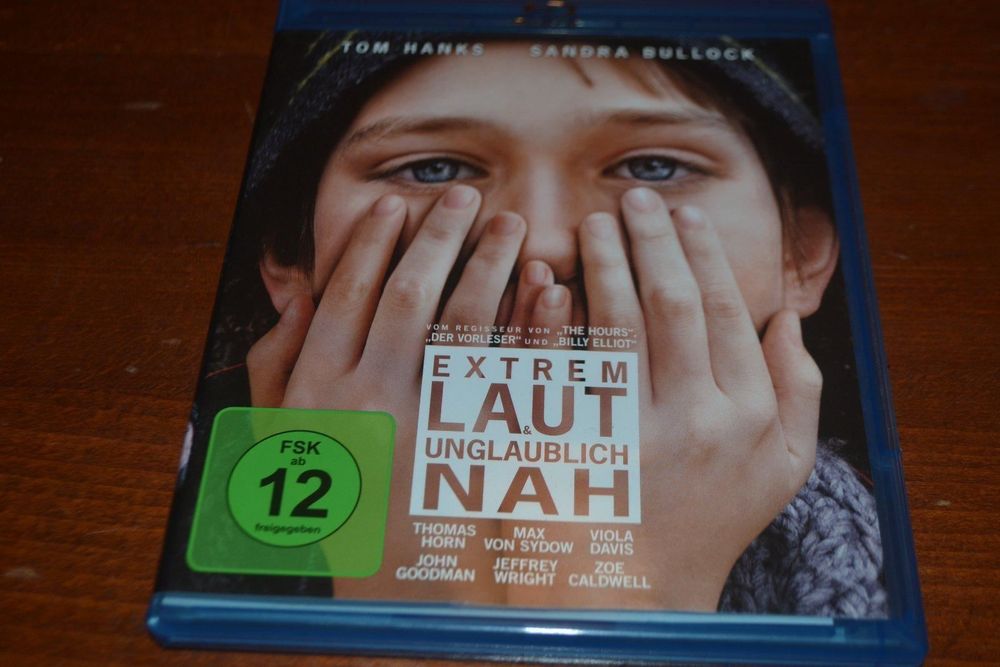 TOM HANKS SANDRA BULLOCK
VOM REGISSEUR VON „THE HOURS“,
„DER VORLESER“ UND „BILLY ELLIOT“
EXTREM
LAUT
&
UNGLAUBLICH
NAH
THOMAS HORN
MAX VON SYDOW
VIOLA DAVIS
JOHN GOODMAN
JEFFREY WRIGHT
ZOE CALDWELL
FSK
ab
12
freigegeben